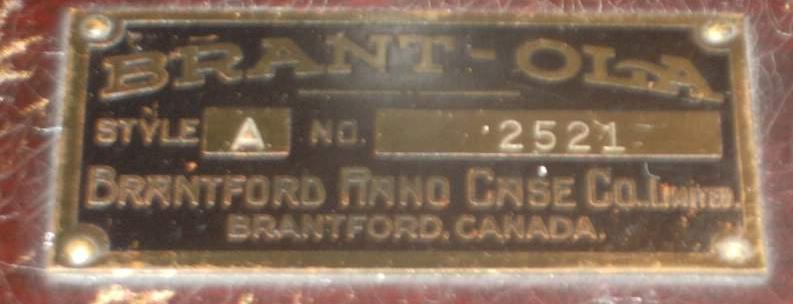 BRANT-OLA
STYLE A NO. 2521
BRANTFORD PIANO CASE CO. LIMITED.
BRANTFORD, CANADA.